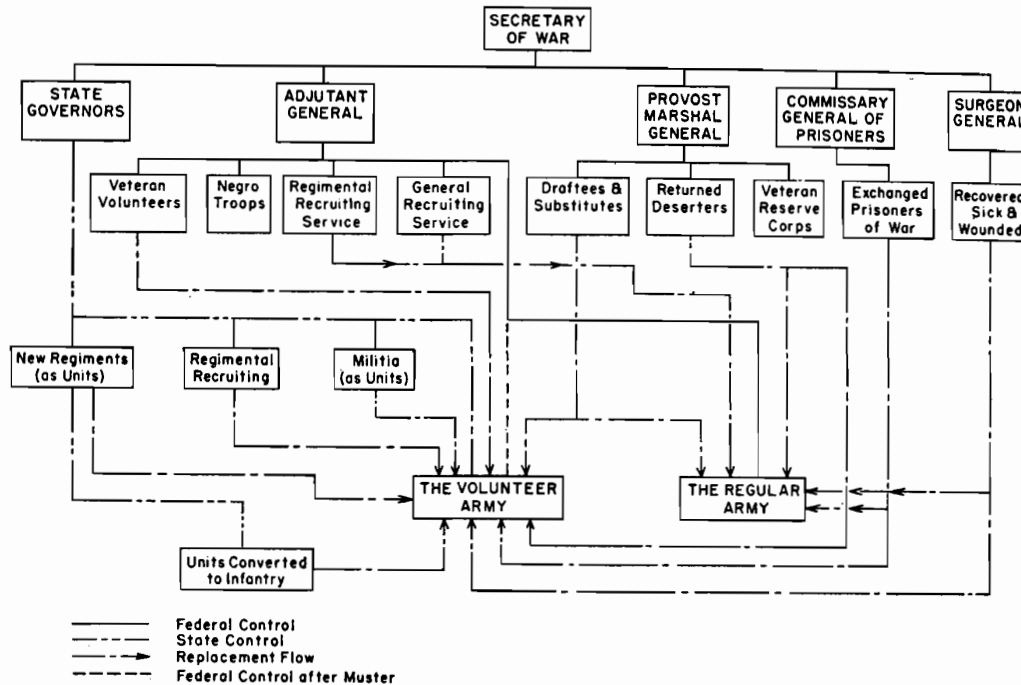 SECRETARY
OF WAR
STATE
GOVERNORS
ADJUTANT
GENERAL
PROVOST
MARSHAL
GENERAL
COMMISSARY
GENERAL OF
PRISONERS
SURGEON
GENERAL
Veteran
Volunteers
Negro
Troops
Regimental
Recruiting
Service
General
Recruiting
Service
Draftees &
Substitutes
Returned
Deserters
Veteran
Reserve
Corps
Exchanged
Prisoners
of War
Recovered
Sick &
Wounded
New Regiments
(as Units)
Regimental
Recruiting
Militia
(as Units)
THE VOLUNTEER
ARMY
THE REGULAR
ARMY
Units Converted
to Infantry
Federal Control
State Control
Replacement Flow
Federal Control after Muster